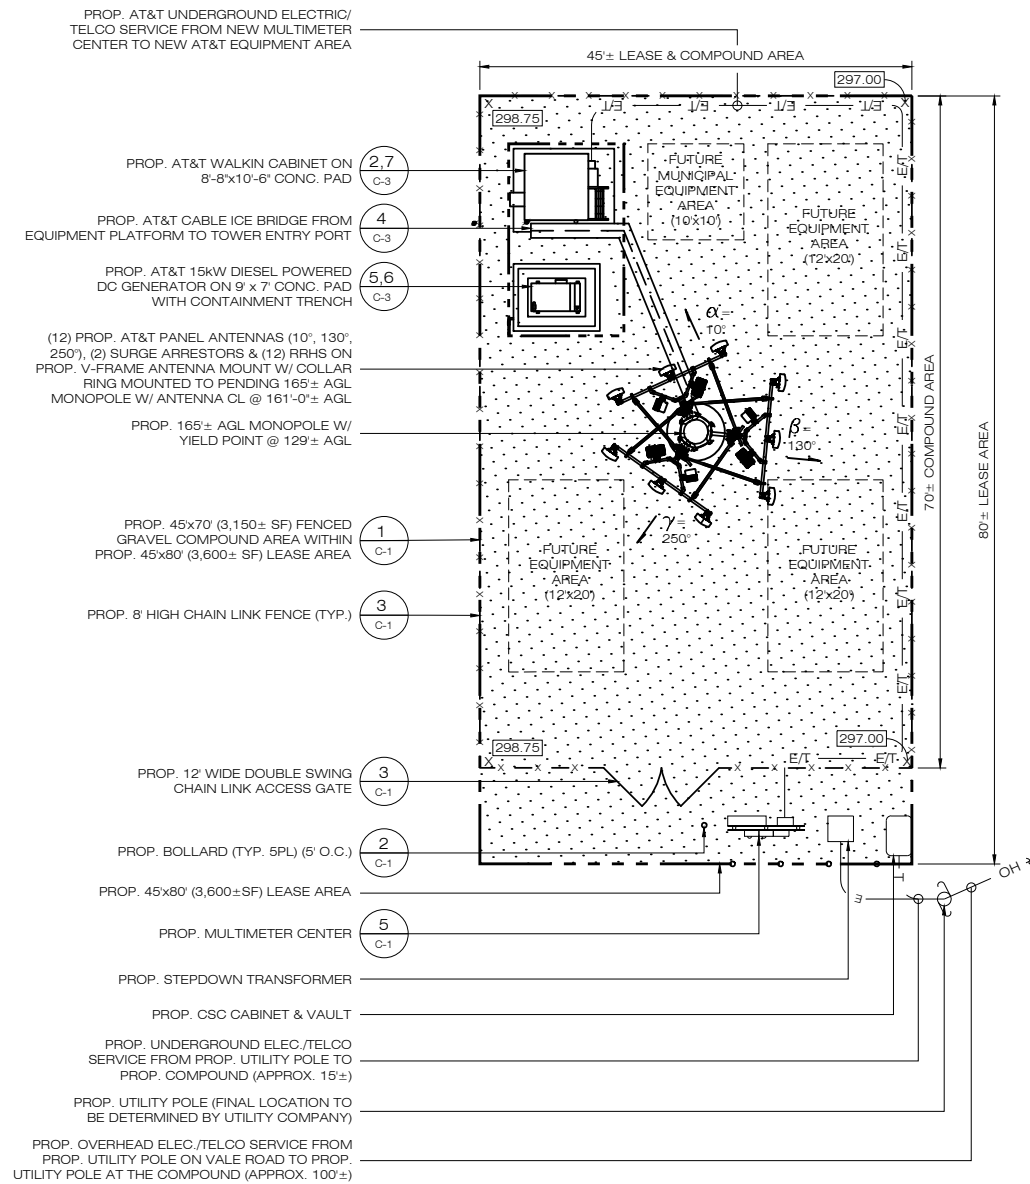 PROP. AT&T UNDERGROUND ELECTRIC/
TELCO SERVICE FROM NEW MULTIMETER
CENTER TO NEW AT&T EQUIPMENT AREA
45'± LEASE & COMPOUND AREA
297.00
298.75
E/T E/T E/T E/T
PROP. AT&T WALKIN CABINET ON
8'-8"x10'-6" CONC. PAD
2,7
C-3
FUTURE
MUNICIPAL
EQUIPMENT
AREA
(10'x10')
FUTURE
EQUIPMENT
AREA
(12'x20')
E/T
PROP. AT&T CABLE ICE BRIDGE FROM
EQUIPMENT PLATFORM TO TOWER ENTRY PORT
4
C-3
E/T
PROP. AT&T 15kW DIESEL POWERED
DC GENERATOR ON 9' x 7' CONC. PAD
WITH CONTAINMENT TRENCH
5,6
C-3
α=
10°
E/T
(12) PROP. AT&T PANEL ANTENNAS (10°, 130°,
250°), (2) SURGE ARRESTORS & (12) RRHS ON
PROP. V-FRAME ANTENNA MOUNT W/ COLLAR
RING MOUNTED TO PENDING 165'± AGL
MONOPOLE W/ ANTENNA CL @ 161'-0"± AGL
PROP. 165'± AGL MONOPOLE W/
YIELD POINT @ 129'± AGL
β=
130°
E/T
70'± COMPOUND AREA
80'± LEASE AREA
PROP. 45'x70' (3,150± SF) FENCED
GRAVEL COMPOUND AREA WITHIN
PROP. 45'x80' (3,600± SF) LEASE AREA
1
C-1
γ=
250°
E/T
FUTURE
EQUIPMENT
AREA
(12'x20')
FUTURE
EQUIPMENT
AREA
(12'x20')
E/T
PROP. 8' HIGH CHAIN LINK FENCE (TYP.)
3
C-1
E/T
298.75
297.00
E/T E/T
PROP. 12' WIDE DOUBLE SWING
CHAIN LINK ACCESS GATE
3
C-1
PROP. BOLLARD (TYP. 5PL) (5' O.C.)
2
C-1
PROP. 45'x80' (3,600±SF) LEASE AREA
T
E
OH
PROP. MULTIMETER CENTER
5
C-1
PROP. STEPDOWN TRANSFORMER
PROP. CSC CABINET & VAULT
PROP. UNDERGROUND ELEC./TELCO
SERVICE FROM PROP. UTILITY POLE TO
PROP. COMPOUND (APPROX. 15'±)
PROP. UTILITY POLE (FINAL LOCATION TO
BE DETERMINED BY UTILITY COMPANY)
PROP. OVERHEAD ELEC./TELCO SERVICE FROM
PROP. UTILITY POLE ON VALE ROAD TO PROP.
UTILITY POLE AT THE COMPOUND (APPROX. 100'±)